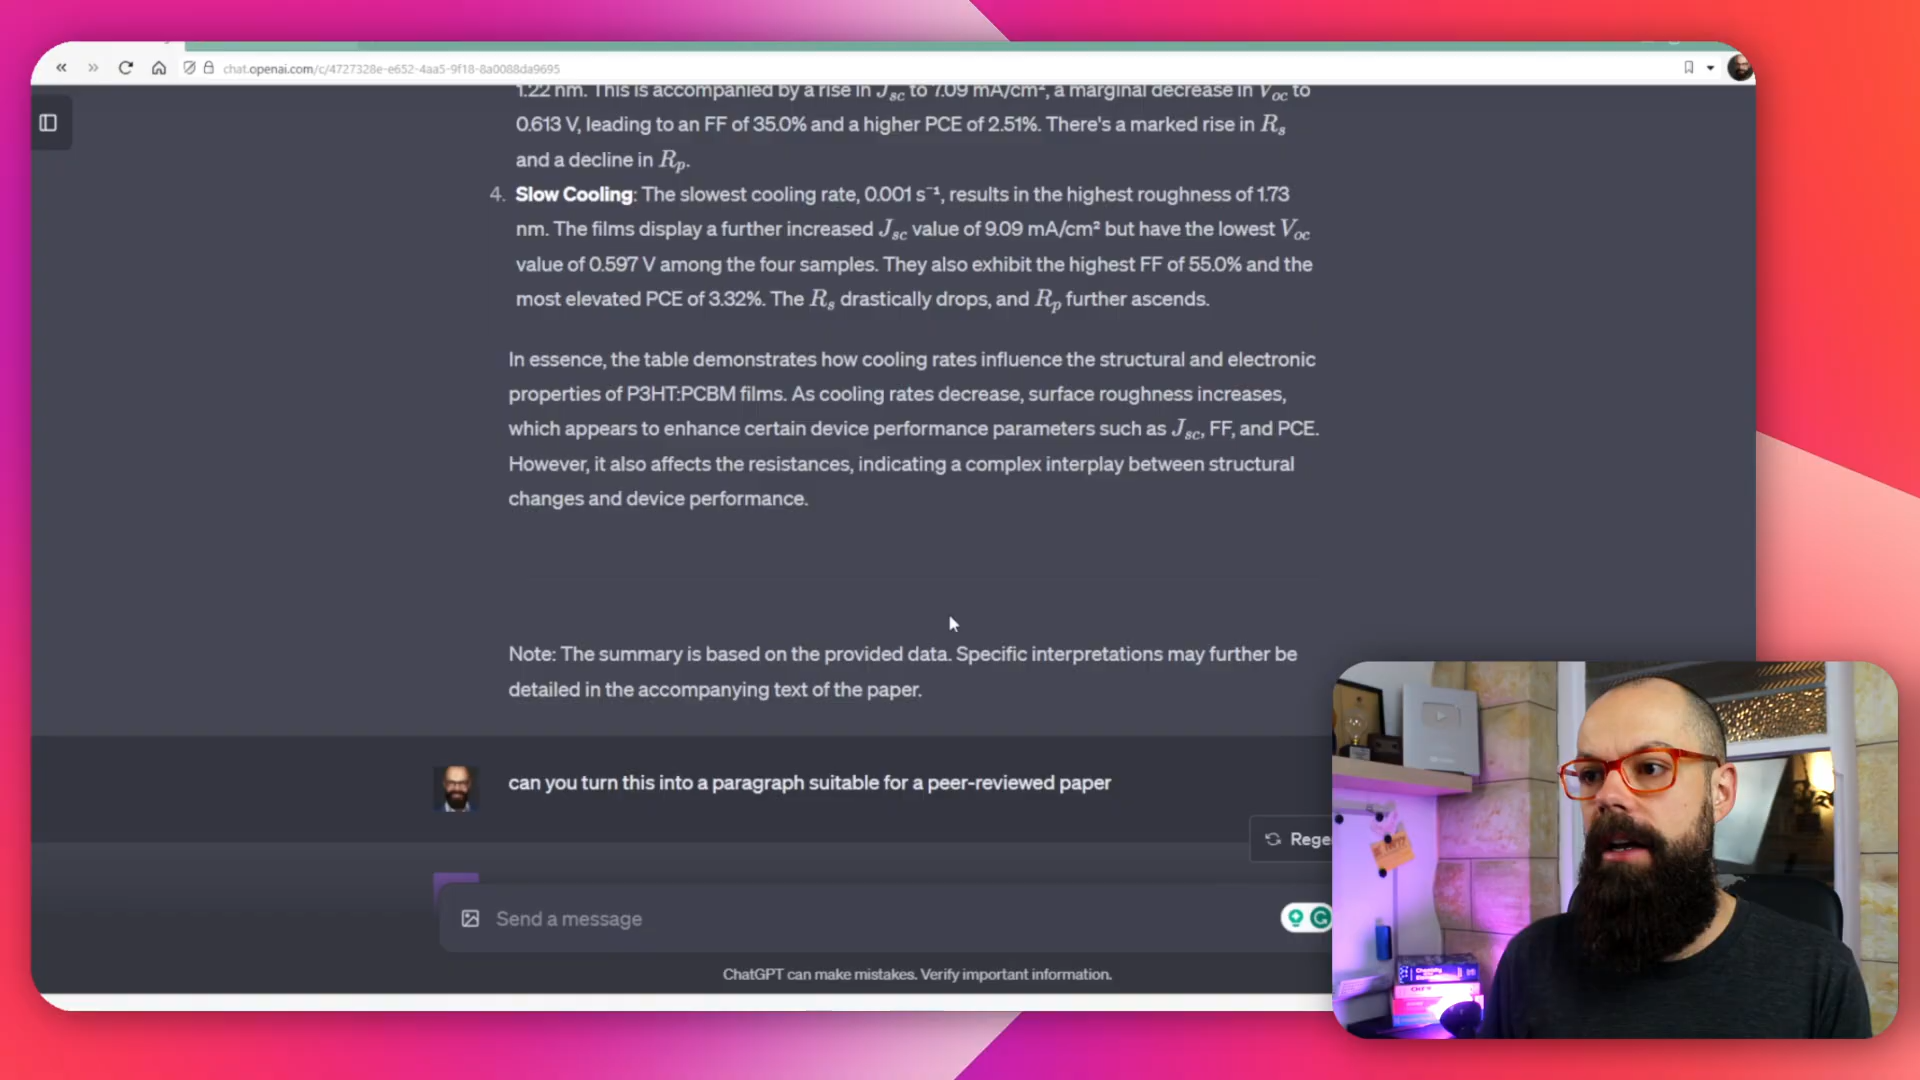 chat.openai.com/c/4727328e-e652-4aa5-9f18-8a0088da9695
1.22 nm. This is accompanied by a rise in Jsc to 7.09 mA/cm², a marginal decrease in Voc to
0.613 V, leading to an FF of 35.0% and a higher PCE of 2.51%. There's a marked rise in Rs
and a decline in Rp.
4. Slow Cooling: The slowest cooling rate, 0.001 s⁻¹, results in the highest roughness of 1.73
nm. The films display a further increased Jsc value of 9.09 mA/cm² but have the lowest Voc
value of 0.597 V among the four samples. They also exhibit the highest FF of 55.0% and the
most elevated PCE of 3.32%. The Rs drastically drops, and Rp further ascends.
In essence, the table demonstrates how cooling rates influence the structural and electronic
properties of P3HT:PCBM films. As cooling rates decrease, surface roughness increases,
which appears to enhance certain device performance parameters such as Jsc, FF, and PCE.
However, it also affects the resistances, indicating a complex interplay between structural
changes and device performance.
Note: The summary is based on the provided data. Specific interpretations may further be
detailed in the accompanying text of the paper.
can you turn this into a paragraph suitable for a peer-reviewed paper
Rege
Send a message
ChatGPT can make mistakes. Verify important information.